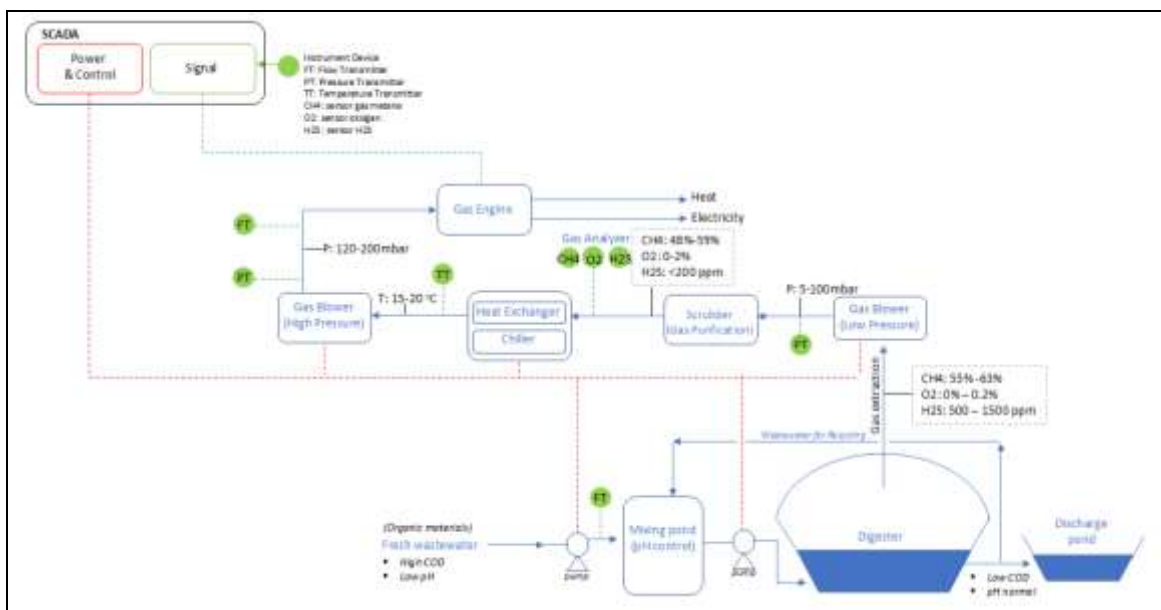 SCADA
Power
& Control
Signal
Instrument Device
FT: Flow Transmitter
PT: Pressure Transmitter
TT: Temperature Transmitter
CH4: sensor gas metana
O2: sensor oksigen
H2S: sensor H2S
Gas Engine
Heat
Electricity
FT
P: 120-200mbar
PT
Gas Analyzer
CH4
O2
H2S
CH4: 48%-59%
O2: 0-2%
H2S: <200 ppm
TT
T: 15-20 °C
P: 5-100mbar
Gas Blower
(High Pressure)
Heat Exchanger
Chiller
Scrubber
(Gas Purification)
PT
Gas Blower
(Low Pressure)
Gas extraction
CH4: 55% -63%
O2: 0% – 0.2%
H2S: 500 – 1500 ppm
Wastewater for Recycling
(Organic materials)
Fresh wastewater
• High COD
• Low pH
FT
pump
Mixing pond
(pH control)
pump
Digester
• Low COD
• pH normal
Discharge
pond